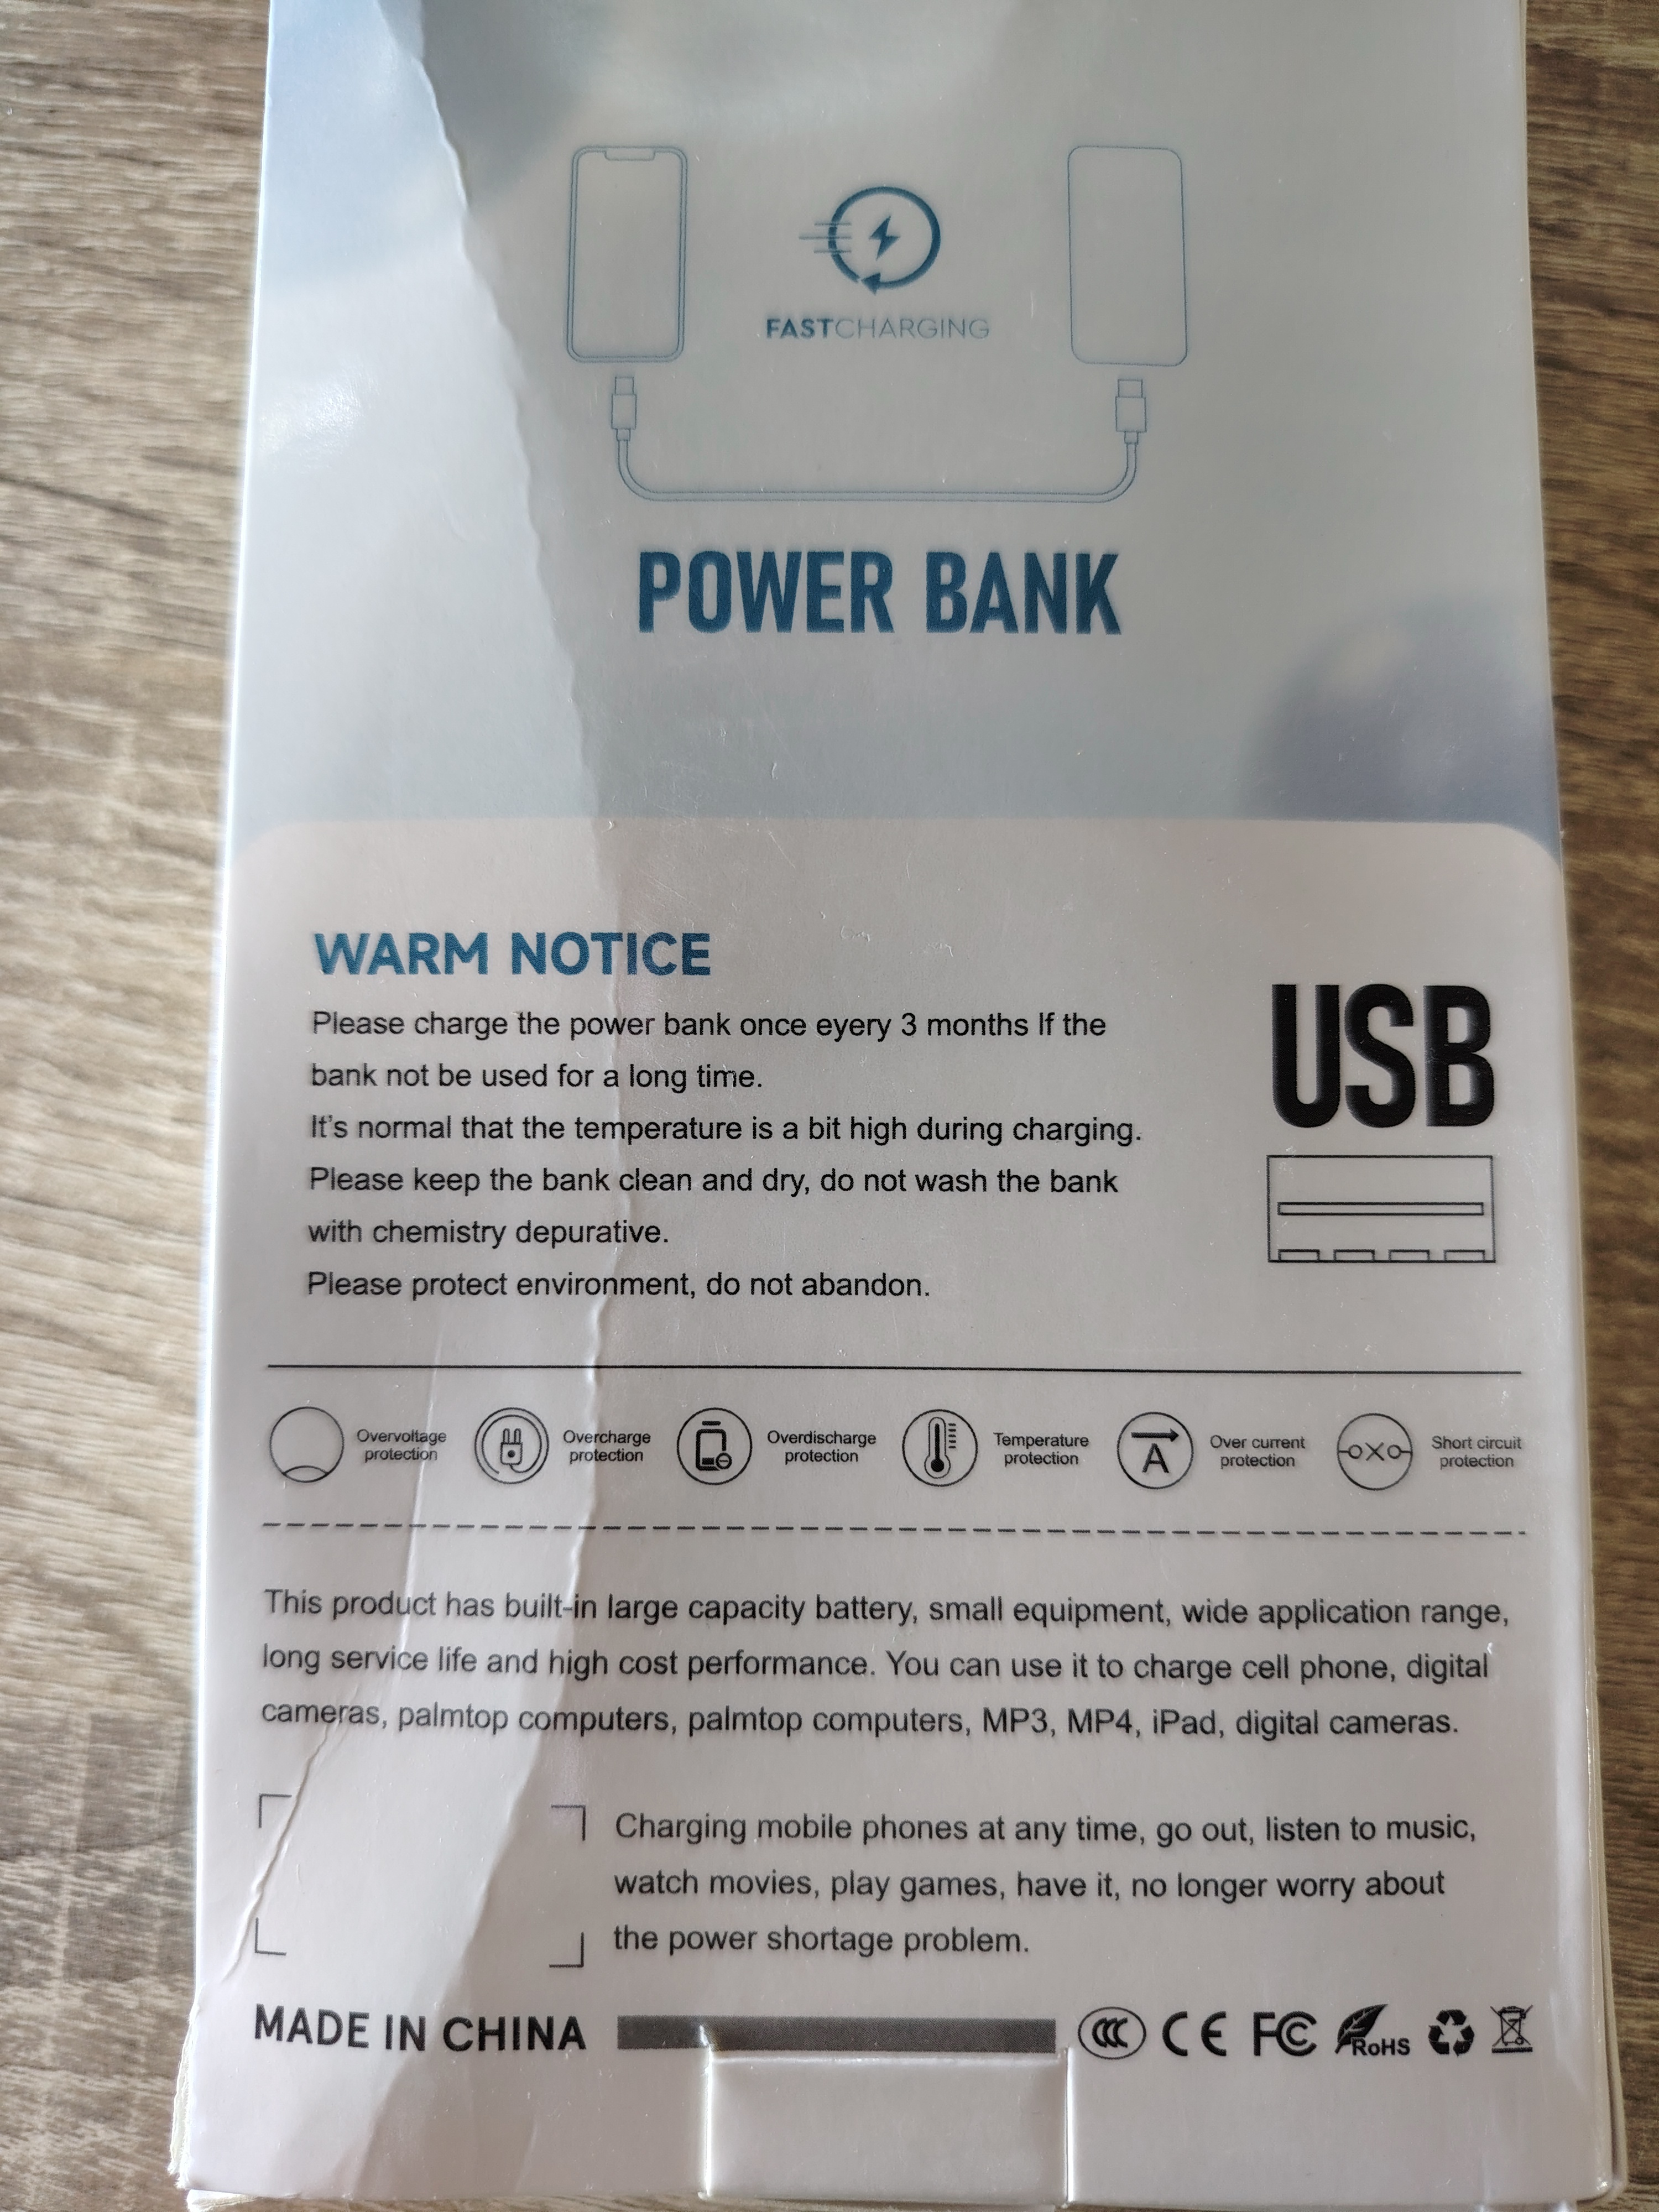 FASTCHARGING
POWER BANK
WARM NOTICE
Please charge the power bank once eyery 3 months If the
bank not be used for a long time.
It's normal that the temperature is a bit high during charging.
Please keep the bank clean and dry, do not wash the bank
with chemistry depurative.
Please protect environment, do not abandon.
USB
Overvoltage
protection
Overcharge
protection
Overdischarge
protection
Temperature
protection
A
Over current
protection
Short circuit
protection
This product has built-in large capacity battery, small equipment, wide application range,
long service life and high cost performance. You can use it to charge cell phone, digital
cameras, palmtop computers, palmtop computers, MP3, MP4, iPad, digital cameras.
Charging mobile phones at any time, go out, listen to music,
watch movies, play games, have it, no longer worry about
the power shortage problem.
MADE IN CHINA CCC CE FC RoHS